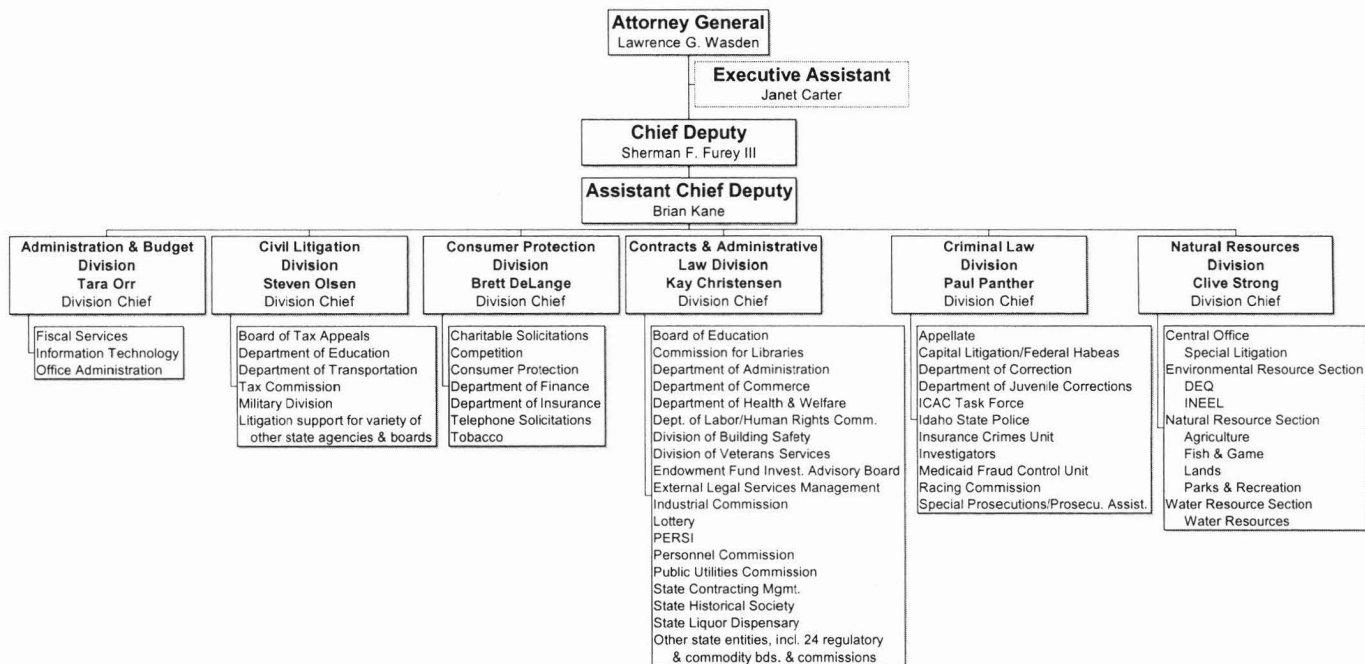 Attorney General
Lawrence G. Wasden
Executive Assistant
Janet Carter
Chief Deputy
Sherman F. Furey III
Assistant Chief Deputy
Brian Kane
Administration & Budget
Division
Tara Orr
Division Chief
Fiscal Services
Information Technology
Office Administration
Civil Litigation
Division
Steven Olsen
Division Chief
Board of Tax Appeals
Department of Education
Department of Transportation
Tax Commission
Military Division
Litigation support for variety of
other state agencies & boards
Consumer Protection
Division
Brett DeLange
Division Chief
Charitable Solicitations
Competition
Consumer Protection
Department of Finance
Department of Insurance
Telephone Solicitations
Tobacco
Contracts & Administrative
Law Division
Kay Christensen
Division Chief
Board of Education
Commission for Libraries
Department of Administration
Department of Commerce
Department of Health & Welfare
Dept. of Labor/Human Rights Comm.
Division of Building Safety
Division of Veterans Services
Endowment Fund Invest. Advisory Board
External Legal Services Management
Industrial Commission
Lottery
PERSI
Personnel Commission
Public Utilities Commission
State Contracting Mgmt.
State Historical Society
State Liquor Dispensary
Other state entities, incl. 24 regulatory
& commodity bds. & commissions
Criminal Law
Division
Paul Panther
Division Chief
Appellate
Capital Litigation/Federal Habeas
Department of Correction
Department of Juvenile Corrections
ICAC Task Force
Idaho State Police
Insurance Crimes Unit
Investigators
Medicaid Fraud Control Unit
Racing Commission
Special Prosecutions/Prosecu. Assist.
Natural Resources
Division
Clive Strong
Division Chief
Central Office
Special Litigation
Environmental Resource Section
DEQ
INEEL
Natural Resource Section
Agriculture
Fish & Game
Lands
Parks & Recreation
Water Resource Section
Water Resources